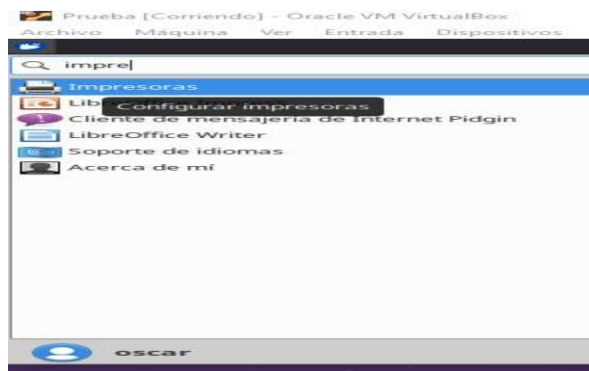 Prueba [Corriendo] - Oracle VM VirtualBox
Archivo Máquina Ver Entrada Dispositivos
impre
Impresoras
Configurar impresoras
Cliente de mensajería de Internet Pidgin
LibreOffice Writer
Soporte de idiomas
Acerca de mí
oscar